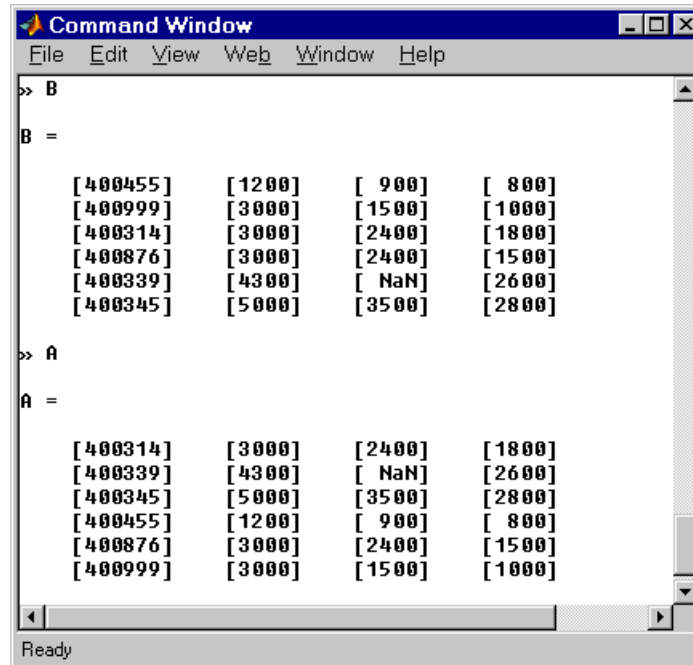 Command Window
File Edit View Web Window Help
» B
B =
[400455] [1200] [ 900] [ 800]
[400999] [3000] [1500] [1000]
[400314] [3000] [2400] [1800]
[400876] [3000] [2400] [1500]
[400339] [4300] [ NaN] [2600]
[400345] [5000] [3500] [2800]
» A
A =
[400314] [3000] [2400] [1800]
[400339] [4300] [ NaN] [2600]
[400345] [5000] [3500] [2800]
[400455] [1200] [ 900] [ 800]
[400876] [3000] [2400] [1500]
[400999] [3000] [1500] [1000]
Ready